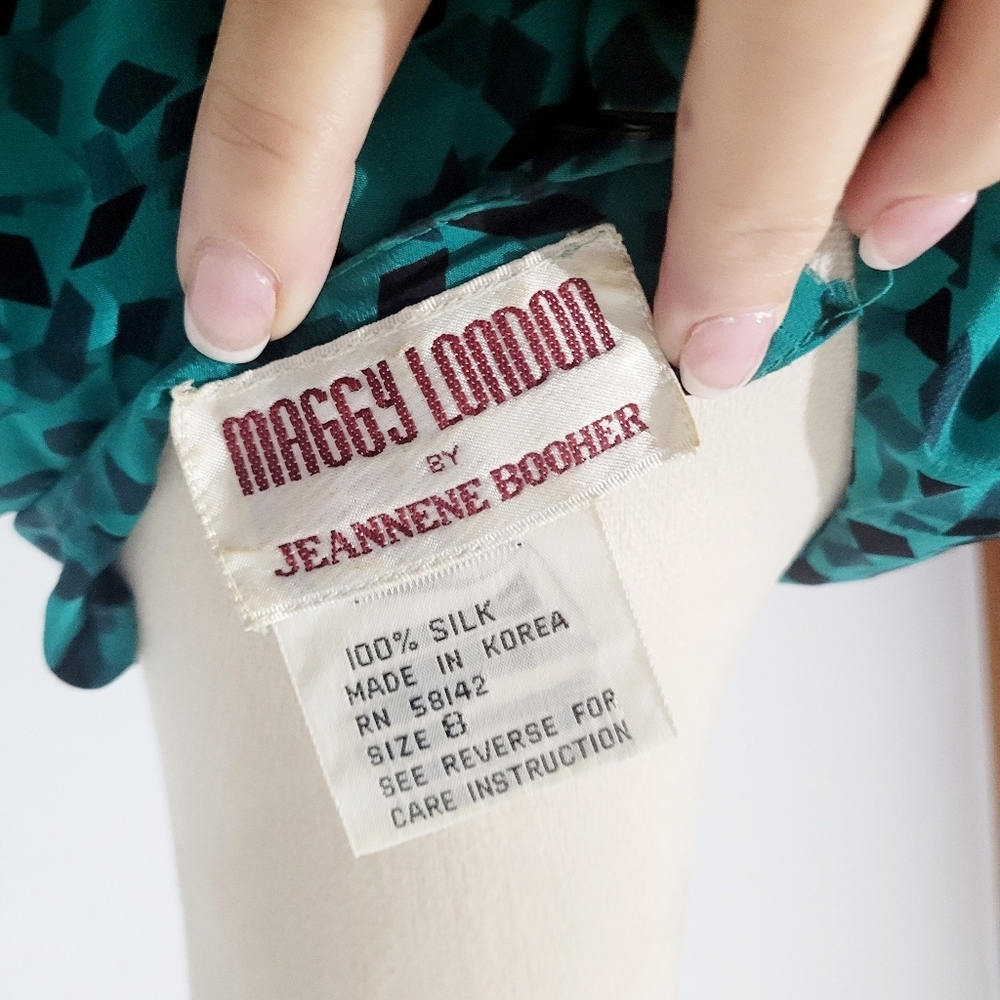 MAGGY LONDON
BY
JEANNENE BOOHER
100% SILK
MADE IN KOREA
RN 58142
SIZE 8
SEE REVERSE FOR
CARE INSTRUCTION